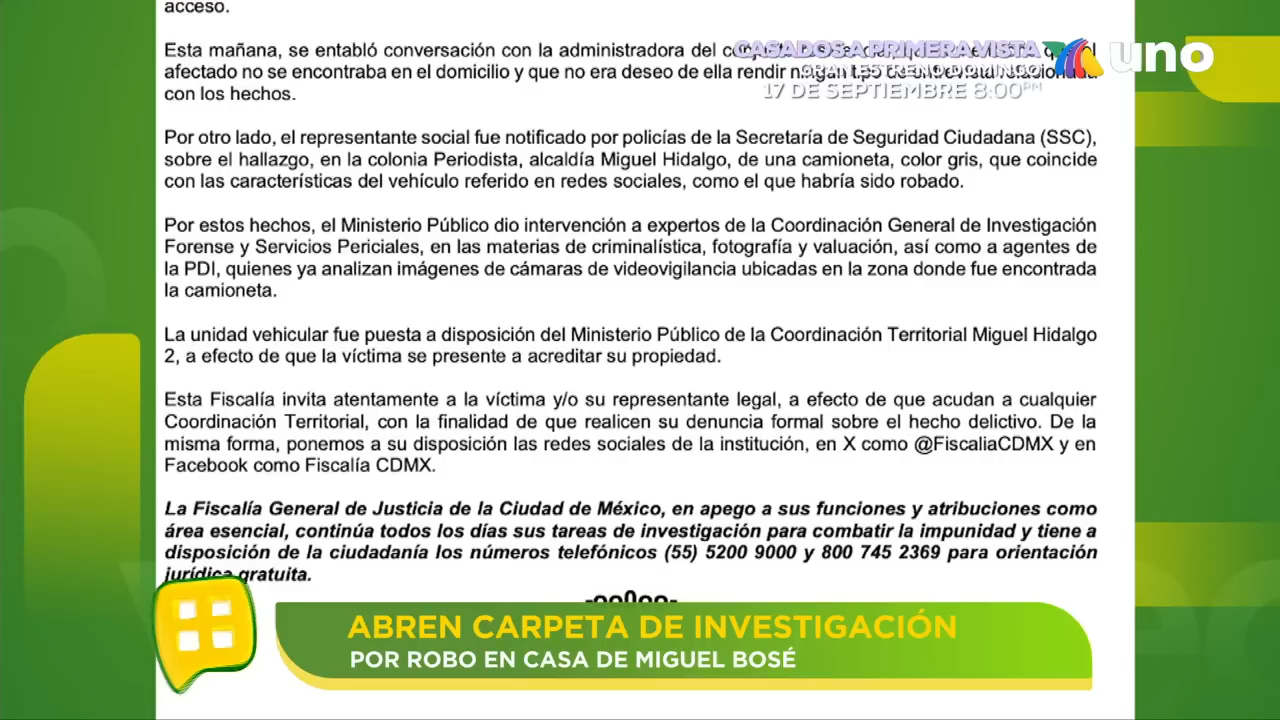 acceso.
Esta mañana, se entabló conversación con la administradora del
afectado no se encontraba en el domicilio y que no era deseo de ella rendir
con los hechos.
CASADOS A PRIMERA VISTA
GRAN ESTRENO DOMINGO
17 DE SEPTIEMBRE 8:00PM
uno
Por otro lado, el representante social fue notificado por policías de la Secretaría de Seguridad Ciudadana (SSC),
sobre el hallazgo, en la colonia Periodista, alcaldía Miguel Hidalgo, de una camioneta, color gris, que coincide
con las características del vehículo referido en redes sociales, como el que habría sido robado.
Por estos hechos, el Ministerio Público dio intervención a expertos de la Coordinación General de Investigación
Forense y Servicios Periciales, en las materias de criminalística, fotografía y valuación, así como a agentes de
la PDI, quienes ya analizan imágenes de cámaras de videovigilancia ubicadas en la zona donde fue encontrada
la camioneta.
La unidad vehicular fue puesta a disposición del Ministerio Público de la Coordinación Territorial Miguel Hidalgo
2, a efecto de que la víctima se presente a acreditar su propiedad.
Esta Fiscalía invita atentamente a la víctima y/o su representante legal, a efecto de que acudan a cualquier
Coordinación Territorial, con la finalidad de que realicen su denuncia formal sobre el hecho delictivo. De la
misma forma, ponemos a su disposición las redes sociales de la institución, en X como @FiscaliaCDMX y en
Facebook como Fiscalía CDMX.
La Fiscalía General de Justicia de la Ciudad de México, en apego a sus funciones y atribuciones como
área esencial, continúa todos los días sus tareas de investigación para combatir la impunidad y tiene a
disposición de la ciudadanía los números telefónicos (55) 5200 9000 y 800 745 2369 para orientación
jurídica gratuita.
-oo0oo-
ABREN CARPETA DE INVESTIGACIÓN
POR ROBO EN CASA DE MIGUEL BOSÉ